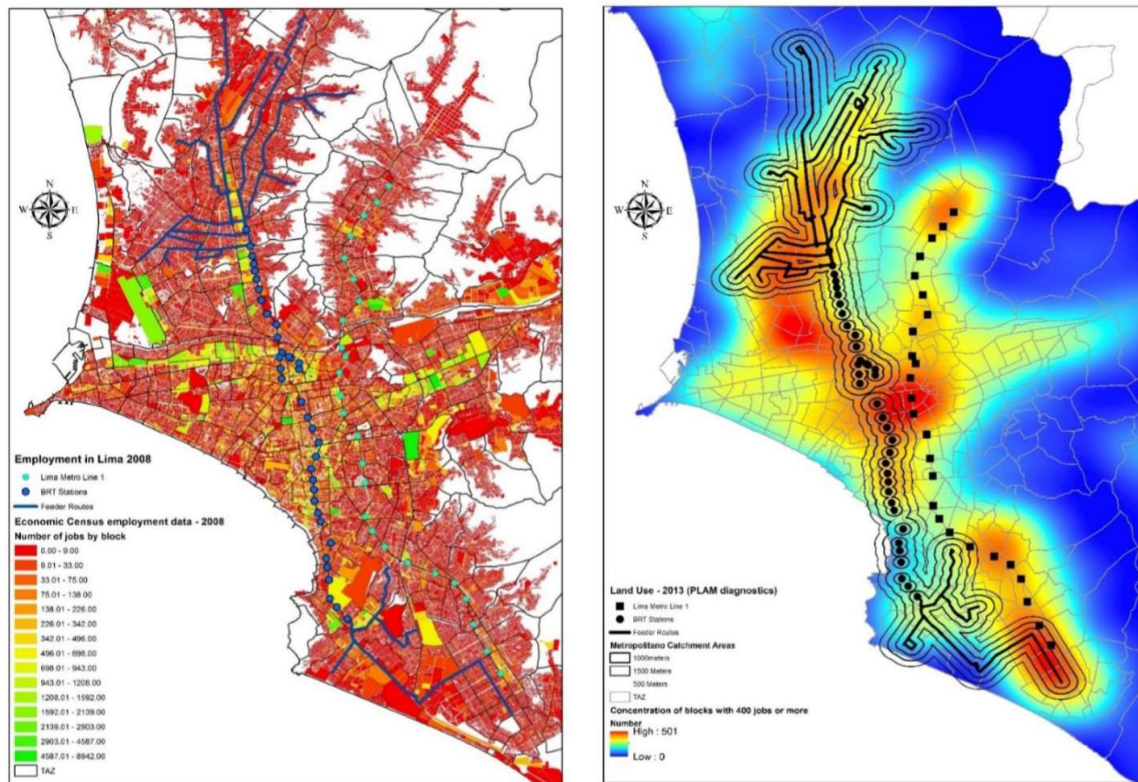 N
W E
S
Employment in Lima 2008
Lima Metro Line 1
BRT Stations
Feeder Routes
Economic Census employment data - 2008
Number of jobs by block
0.00 - 9.00
9.01 - 33.00
33.01 - 75.00
75.01 - 138.00
138.01 - 226.00
226.01 - 342.00
342.01 - 496.00
496.01 - 698.00
698.01 - 943.00
943.01 - 1208.00
1208.01 - 1592.00
1592.01 - 2139.00
2139.01 - 2903.00
2903.01 - 4587.00
4587.01 - 8942.00
TAZ
N
W E
S
Land Use - 2013 (PLAM diagnostics)
Lima Metro Line 1
BRT Stations
Feeder Routes
Metropolitano Catchment Areas
1000meters
1500 Meters
500 Meters
TAZ
Concentration of blocks with 400 jobs or more
Number
High : 501
Low : 0